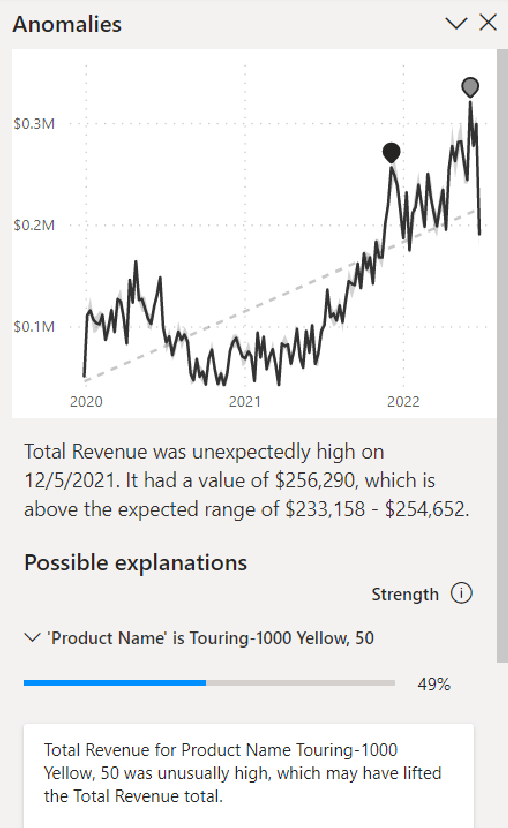 Anomalies
$0.3M
$0.2M
$0.1M
2020 2021 2022
Total Revenue was unexpectedly high on
12/5/2021. It had a value of $256,290, which is
above the expected range of $233,158 - $254,652.
Possible explanations
Strength
'Product Name' is Touring-1000 Yellow, 50
49%
Total Revenue for Product Name Touring-1000
Yellow, 50 was unusually high, which may have lifted
the Total Revenue total.